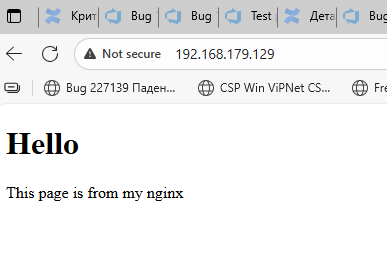 Крит
Bug
Bug
Test
Дета
Bug
Not secure
192.168.179.129
Bug 227139 Паден...
CSP Win ViPNet CS...
Fre
Hello
This page is from my nginx